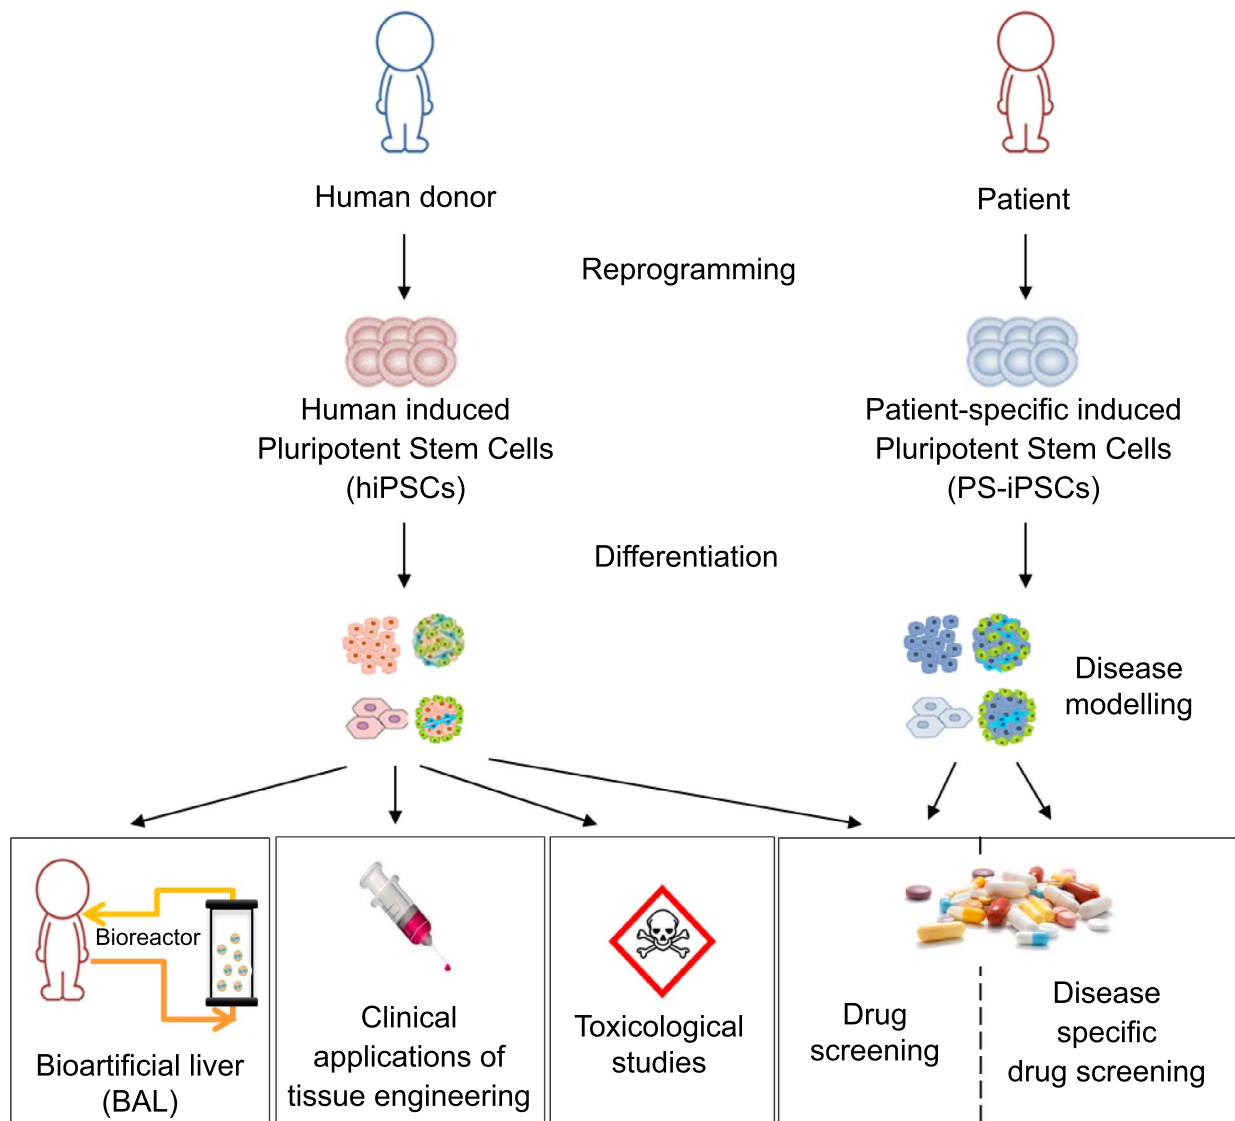 Human donor
Patient
Reprogramming
Human induced
Pluripotent Stem Cells
(hiPSCs)
Patient-specific induced
Pluripotent Stem Cells
(PS-iPSCs)
Differentiation
Disease
modelling
Bioreactor
Bioartificial liver
(BAL)
Clinical
applications of
tissue engineering
Toxicological
studies
Drug
screening
Disease
specific
drug screening